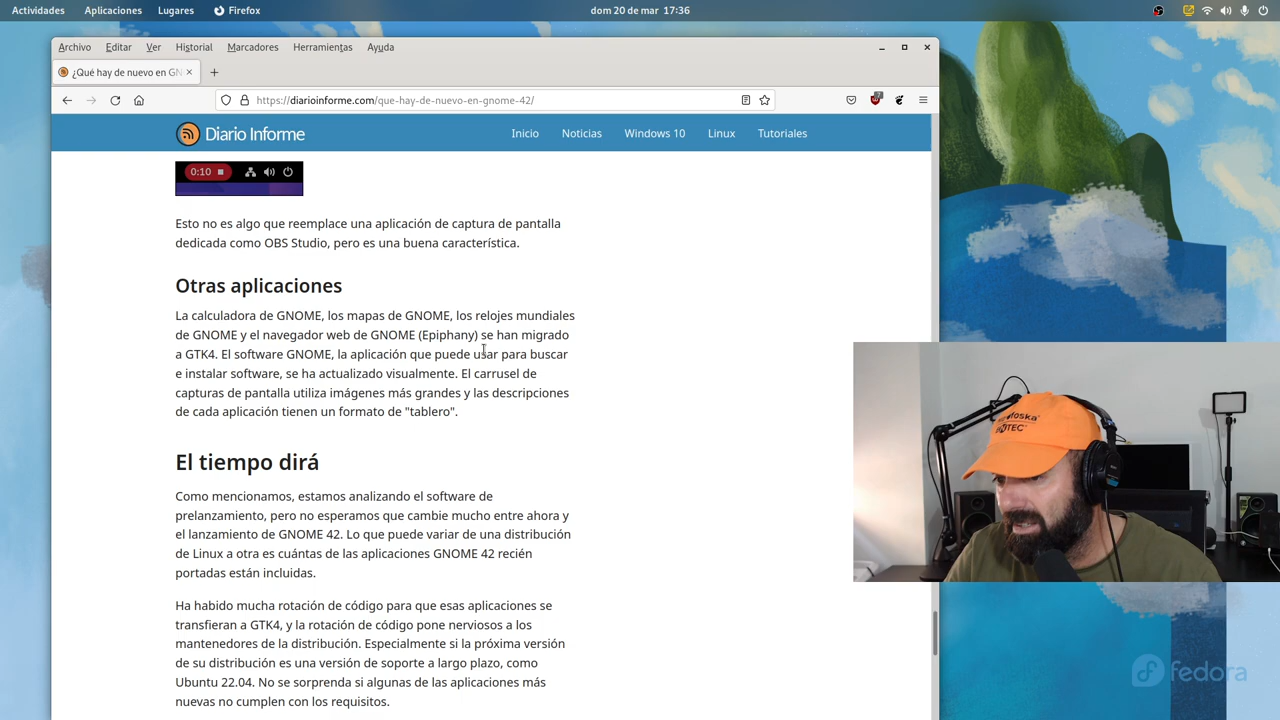 Actividades Aplicaciones Lugares Firefox dom 20 de mar 17:36
Archivo Editar Ver Historial Marcadores Herramientas Ayuda
¿Qué hay de nuevo en GN
https://diarioinforme.com/que-hay-de-nuevo-en-gnome-42/
Diario Informe Inicio Noticias Windows 10 Linux Tutoriales
0:10
Esto no es algo que reemplace una aplicación de captura de pantalla
dedicada como OBS Studio, pero es una buena característica.
Otras aplicaciones
La calculadora de GNOME, los mapas de GNOME, los relojes mundiales
de GNOME y el navegador web de GNOME (Epiphany) se han migrado
a GTK4. El software GNOME, la aplicación que puede usar para buscar
e instalar software, se ha actualizado visualmente. El carrusel de
capturas de pantalla utiliza imágenes más grandes y las descripciones
de cada aplicación tienen un formato de "tablero".
El tiempo dirá
Como mencionamos, estamos analizando el software de
prelanzamiento, pero no esperamos que cambie mucho entre ahora y
el lanzamiento de GNOME 42. Lo que puede variar de una distribución
de Linux a otra es cuántas de las aplicaciones GNOME 42 recién
portadas están incluidas.
Ha habido mucha rotación de código para que esas aplicaciones se
transfieran a GTK4, y la rotación de código pone nerviosos a los
mantenedores de la distribución. Especialmente si la próxima versión
de su distribución es una versión de soporte a largo plazo, como
Ubuntu 22.04. No se sorprenda si algunas de las aplicaciones más
nuevas no cumplen con los requisitos.
fedora